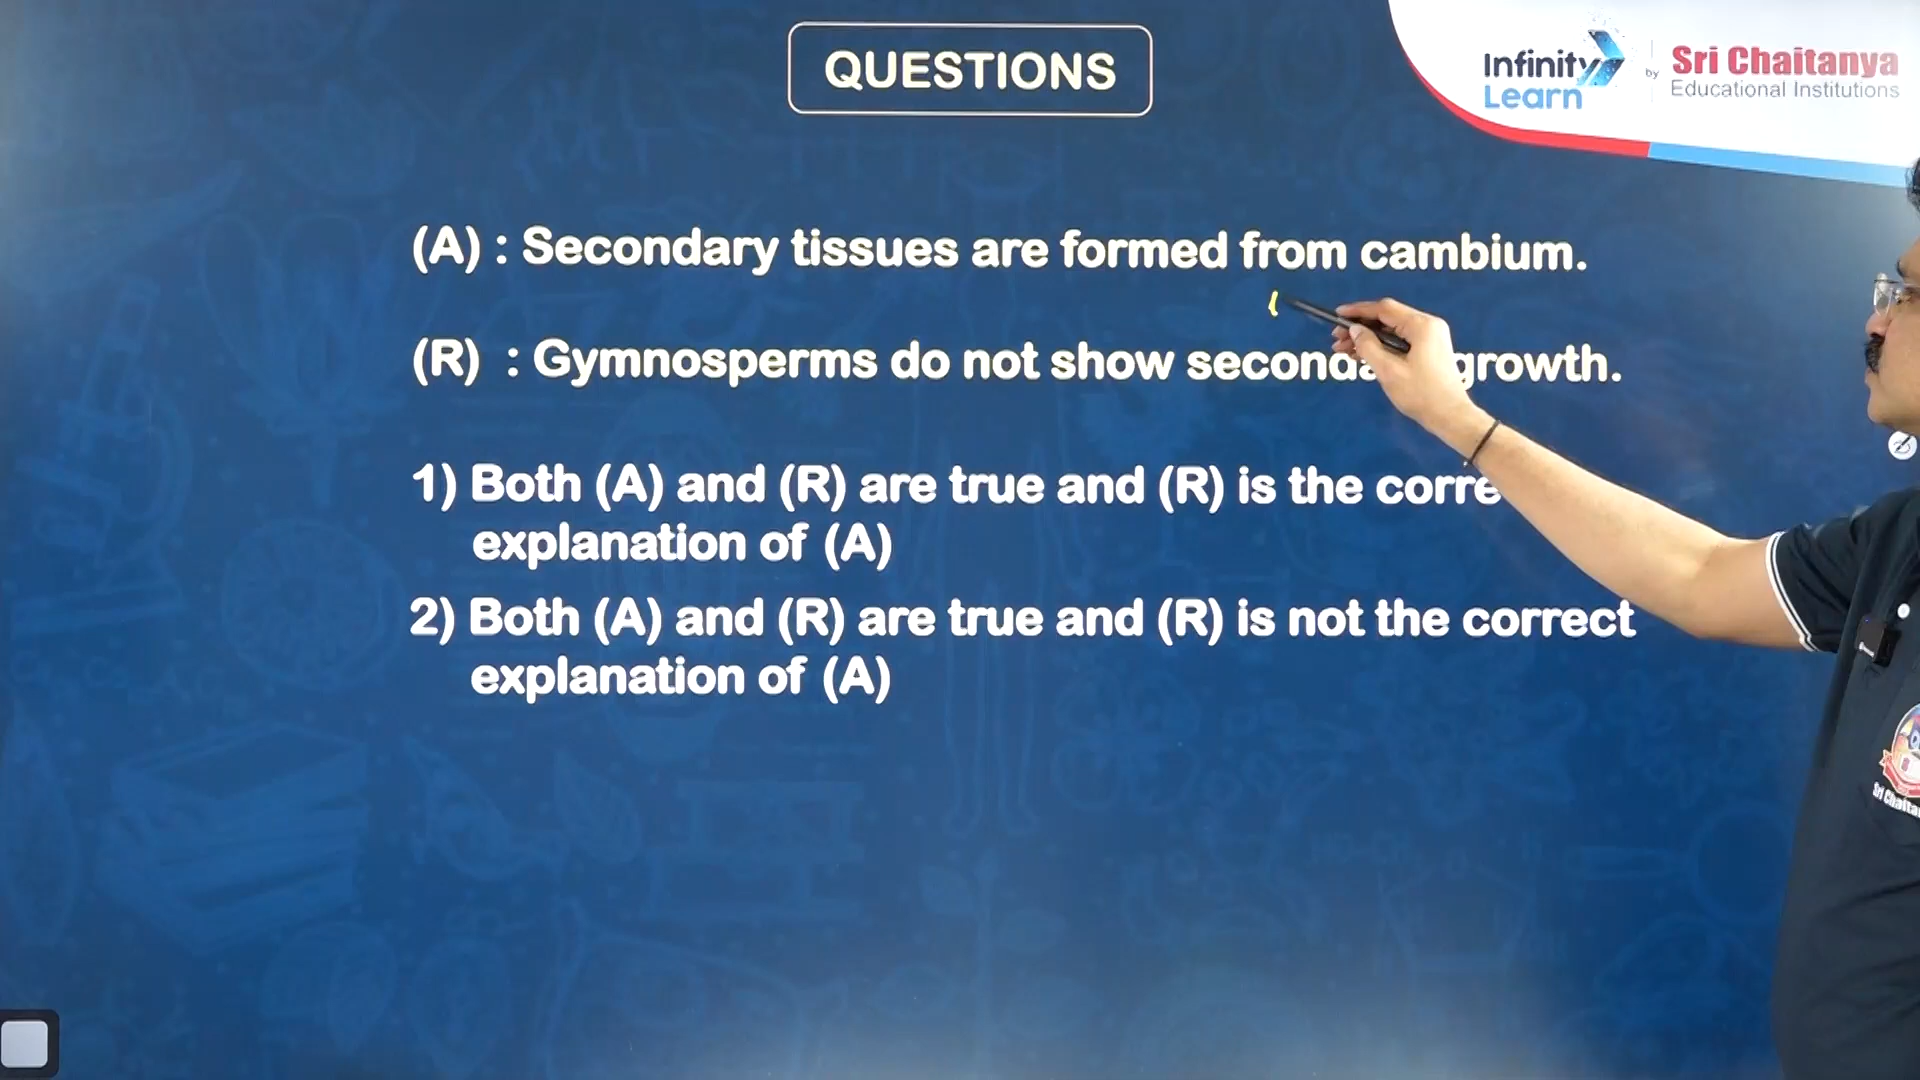 QUESTIONS
Infinity Learn by Sri Chaitanya Educational Institutions
(A) : Secondary tissues are formed from cambium.
(R) : Gymnosperms do not show growth.
1) Both (A) and (R) are true and (R) is the
explanation of (A)
2) Both (A) and (R) are true and (R) is not the correct
explanation of (A)